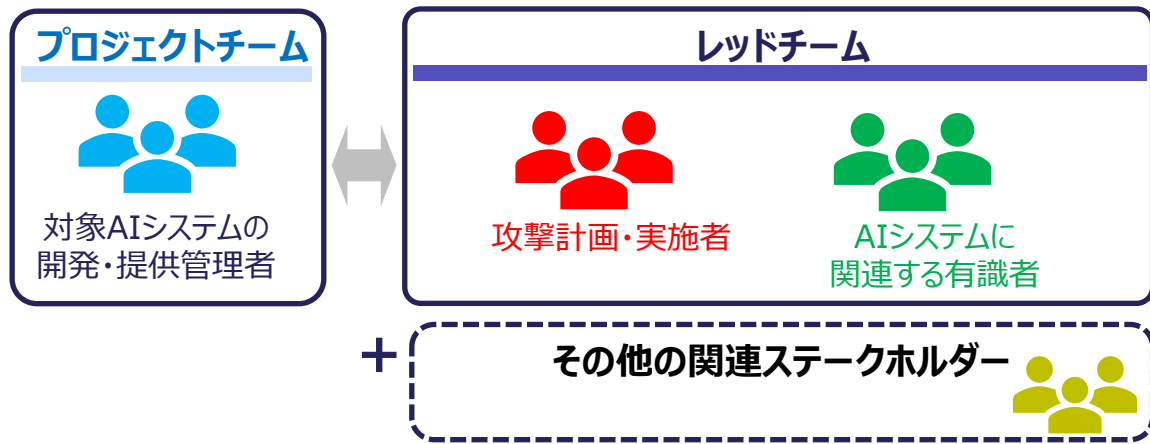 プロジェクトチーム
対象AIシステムの
開発・提供管理者
レッドチーム
攻撃計画・実施者
AIシステムに
関連する有識者
+
その他の関連ステークホルダー